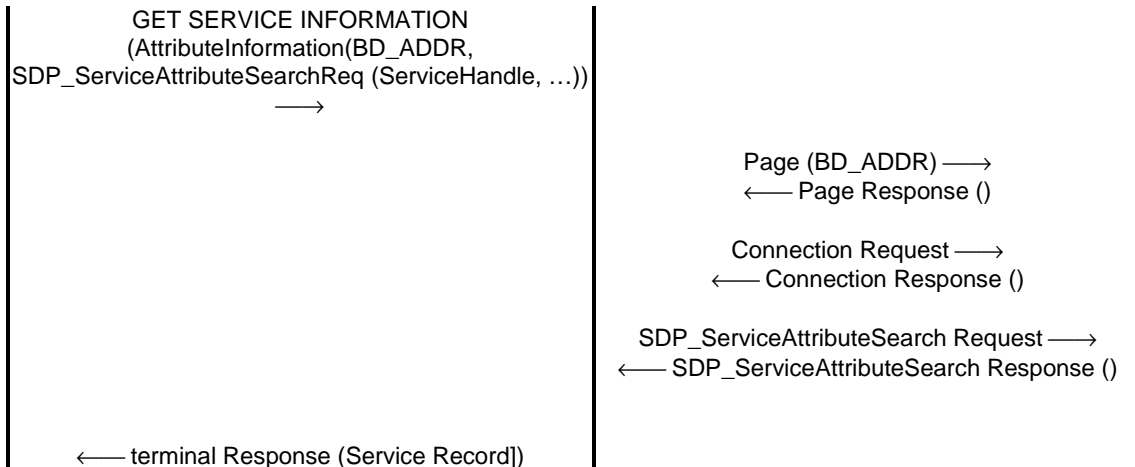 GET SERVICE INFORMATION
(AttributeInformation(BD_ADDR,
SDP_ServiceAttributeSearchReq (ServiceHandle, …))
⟶
Page (BD_ADDR) ⟶
⟵ Page Response ()
Connection Request ⟶
⟵ Connection Response ()
SDP_ServiceAttributeSearch Request ⟶
⟵ SDP_ServiceAttributeSearch Response ()
⟵ terminal Response (Service Record])